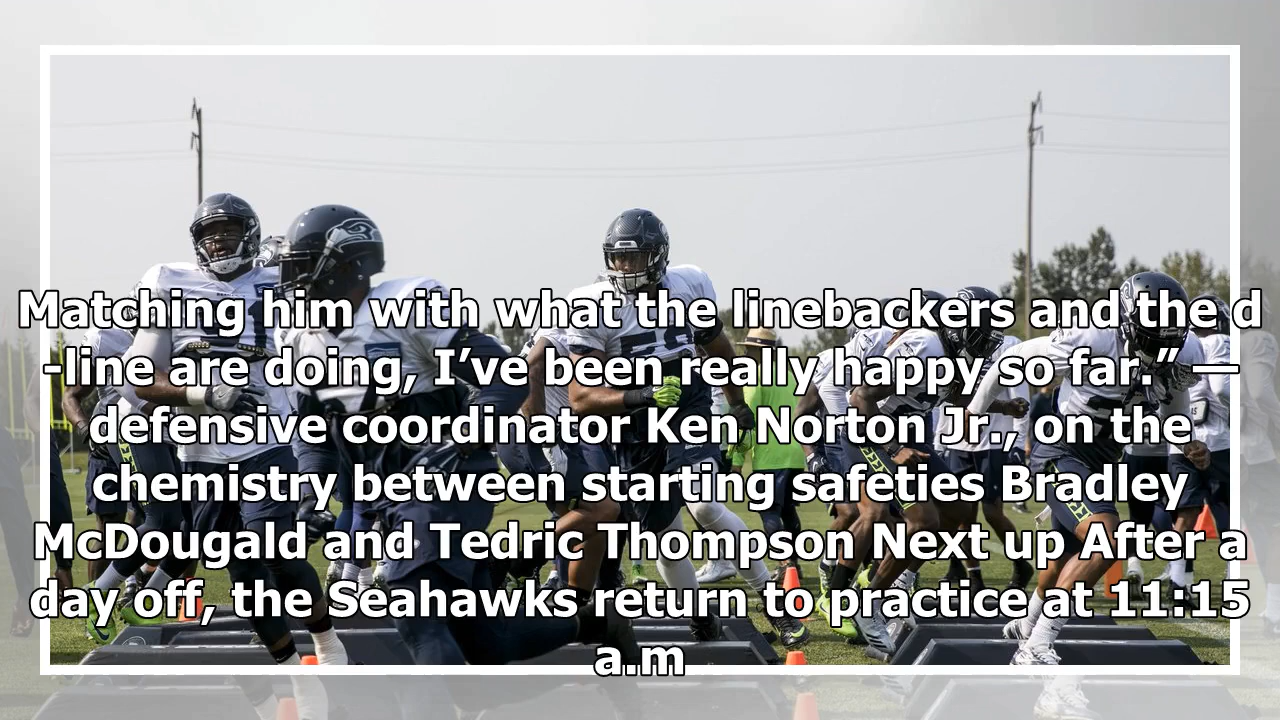 Matching him with what the linebackers and the d
-line are doing, I’ve been really happy so far.” —
defensive coordinator Ken Norton Jr., on the
chemistry between starting safeties Bradley
McDougald and Tedric Thompson Next up After a
day off, the Seahawks return to practice at 11:15
a.m